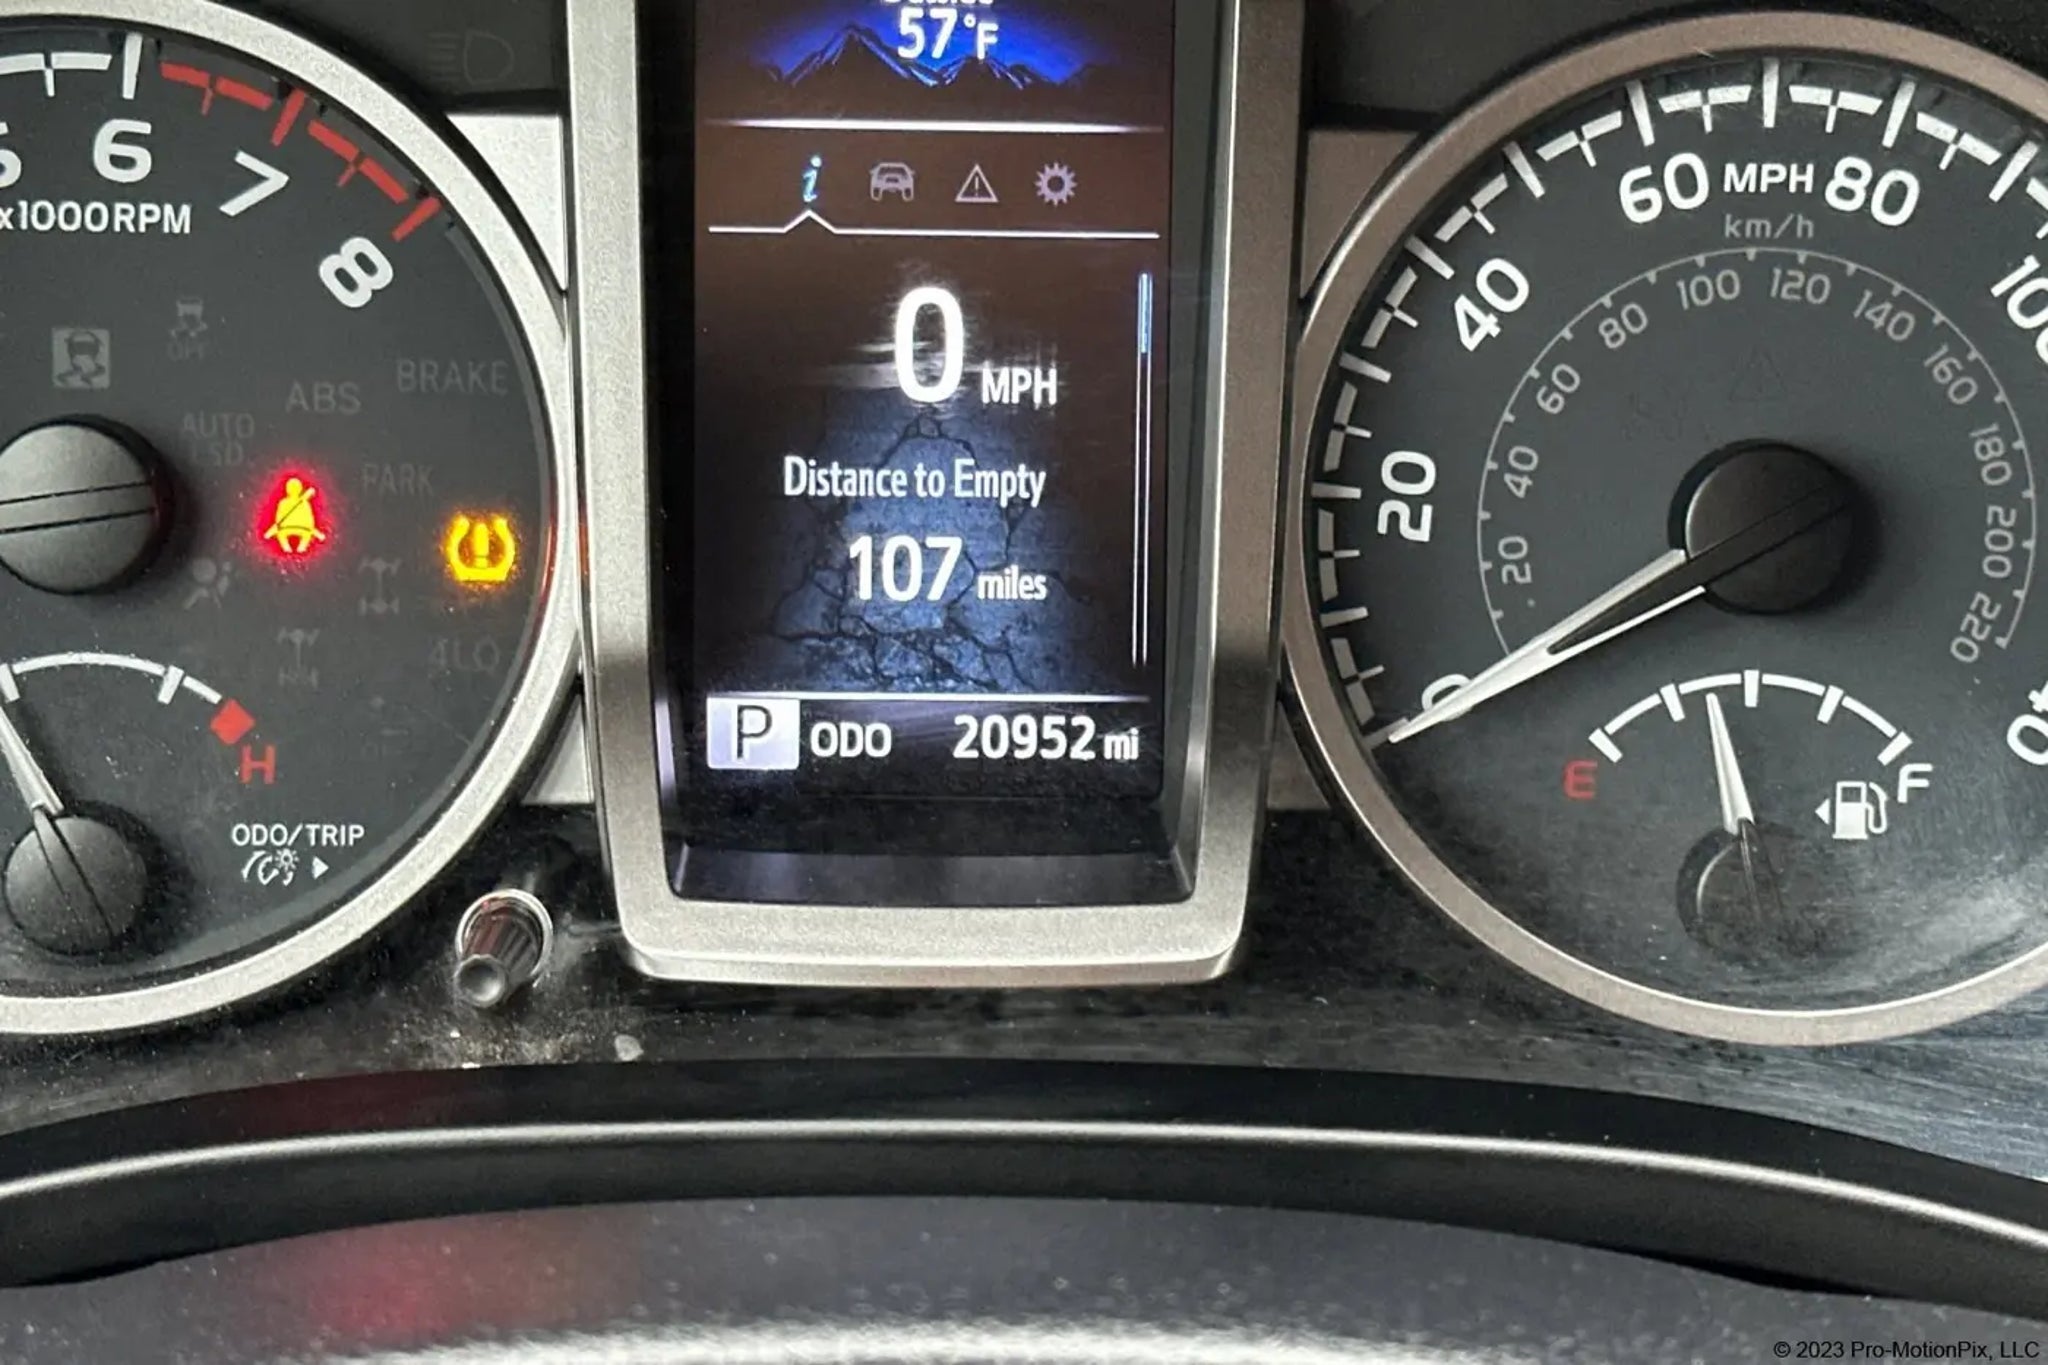 57°F
6
7
8
x1000RPM
OFF
ABS
BRAKE
AUTO
LSD
PARK
4LO
H
ODO/TRIP
i
0 MPH
Distance to Empty
107 miles
P ODO 20952 mi
20
40
60 MPH 80
km/h
20
40
60
80
100
120
140
160
180
200
220
0
E
F
© 2023 Pro-MotionPix, LLC